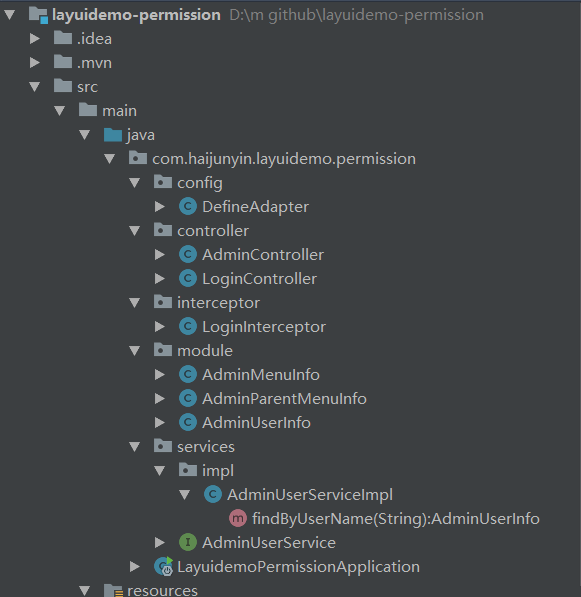 layuidemo-permission D:\m github\layuidemo-permission
.idea
.mvn
src
main
java
com.haijunyin.layuidemo.permission
config
C DefineAdapter
controller
C AdminController
C LoginController
interceptor
C LoginInterceptor
module
C AdminMenuInfo
C AdminParentMenuInfo
C AdminUserInfo
services
impl
C AdminUserServiceImpl
m findByUserName(String):AdminUserInfo
I AdminUserService
C LayuidemoPermissionApplication
resources